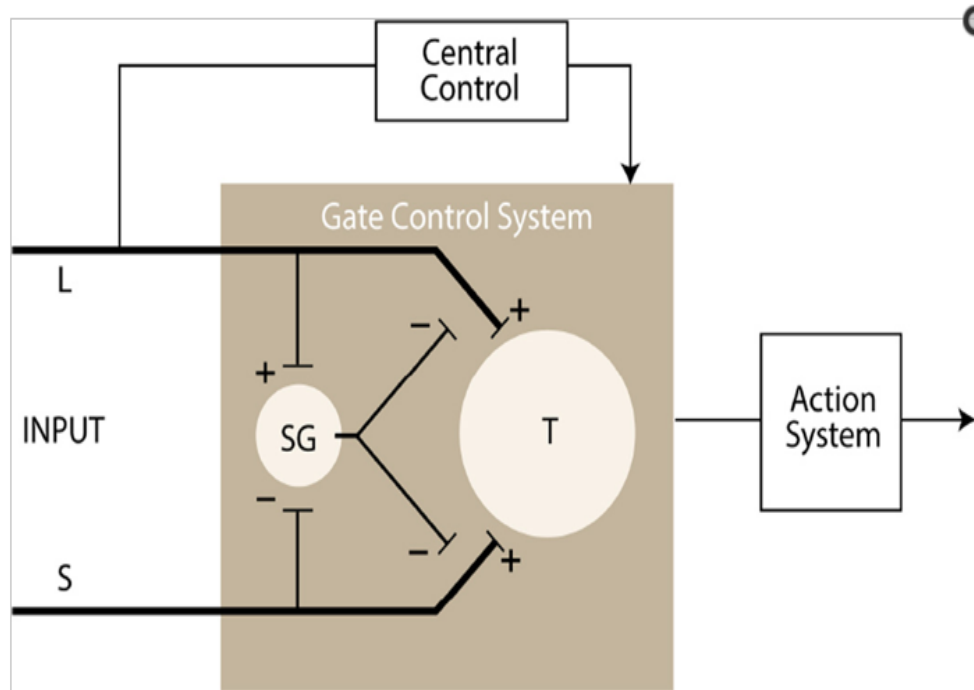 Central
Control
Gate Control System
L
+
-
+
SG
INPUT
T
Action
System
-
-
+
S